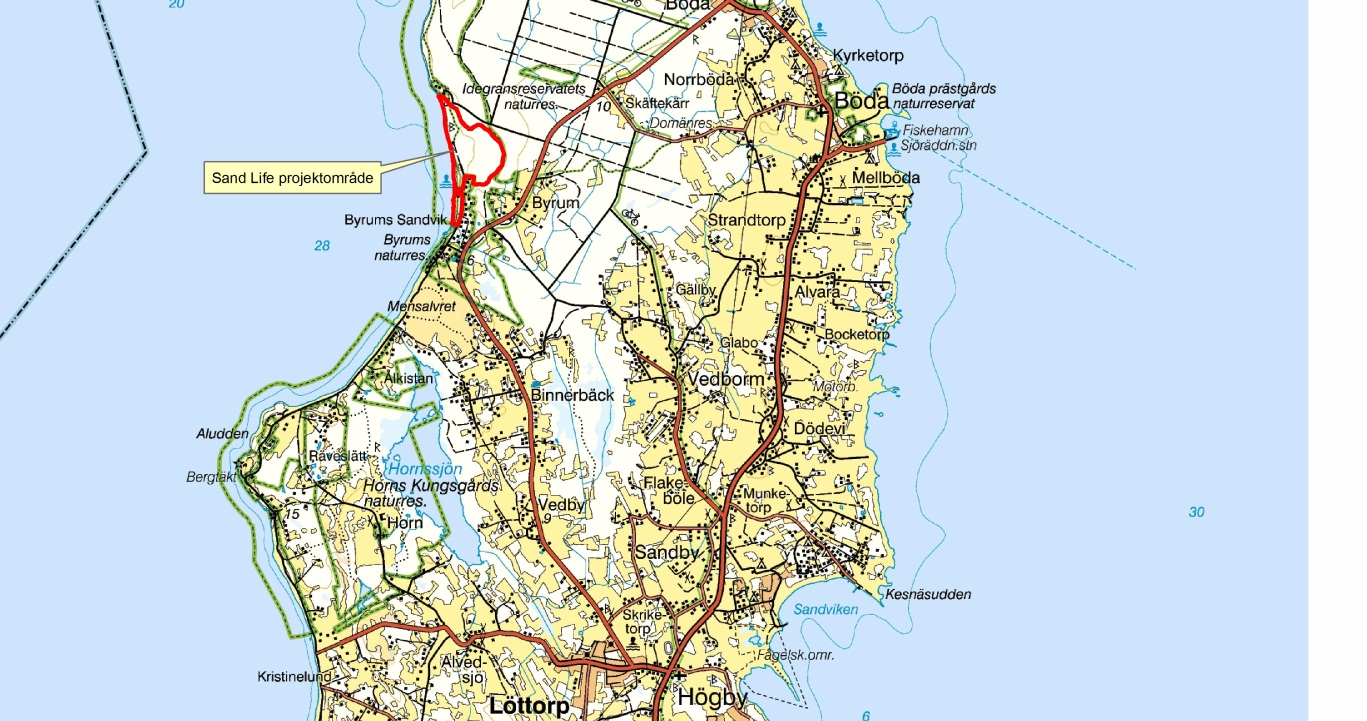 20
Böda
Kyrketorp
Norrböda
Idegransreservatets
naturres.
10
Skäftekärr
Böda
Böda prästgårds
naturreservat
Domänres.
Fiskehamn
Sjöräddn.stn
Sand Life projektområde
Mellböda
Byrum
Byrums Sandvik
Strandtorp
28
Byrums
naturres.
6
Gällby
Alvara
Mensalvret
Bocketorp
Glabo
Alkistan
Vedborm
Motorb.
Binnerbäck
Aludden
Dödevi
Raveslätt
Hornssjön
Bergtäkt
Horns Kungsgårds
naturres.
Flake-
böle
Munke-
torp
15
Vedby
9
30
Horn
Sandby
Kesnäsudden
Sandviken
Skrike-
torp
Fågelsk.omr.
Alved-
sjö
Kristinelund
Löttorp
Högby
6